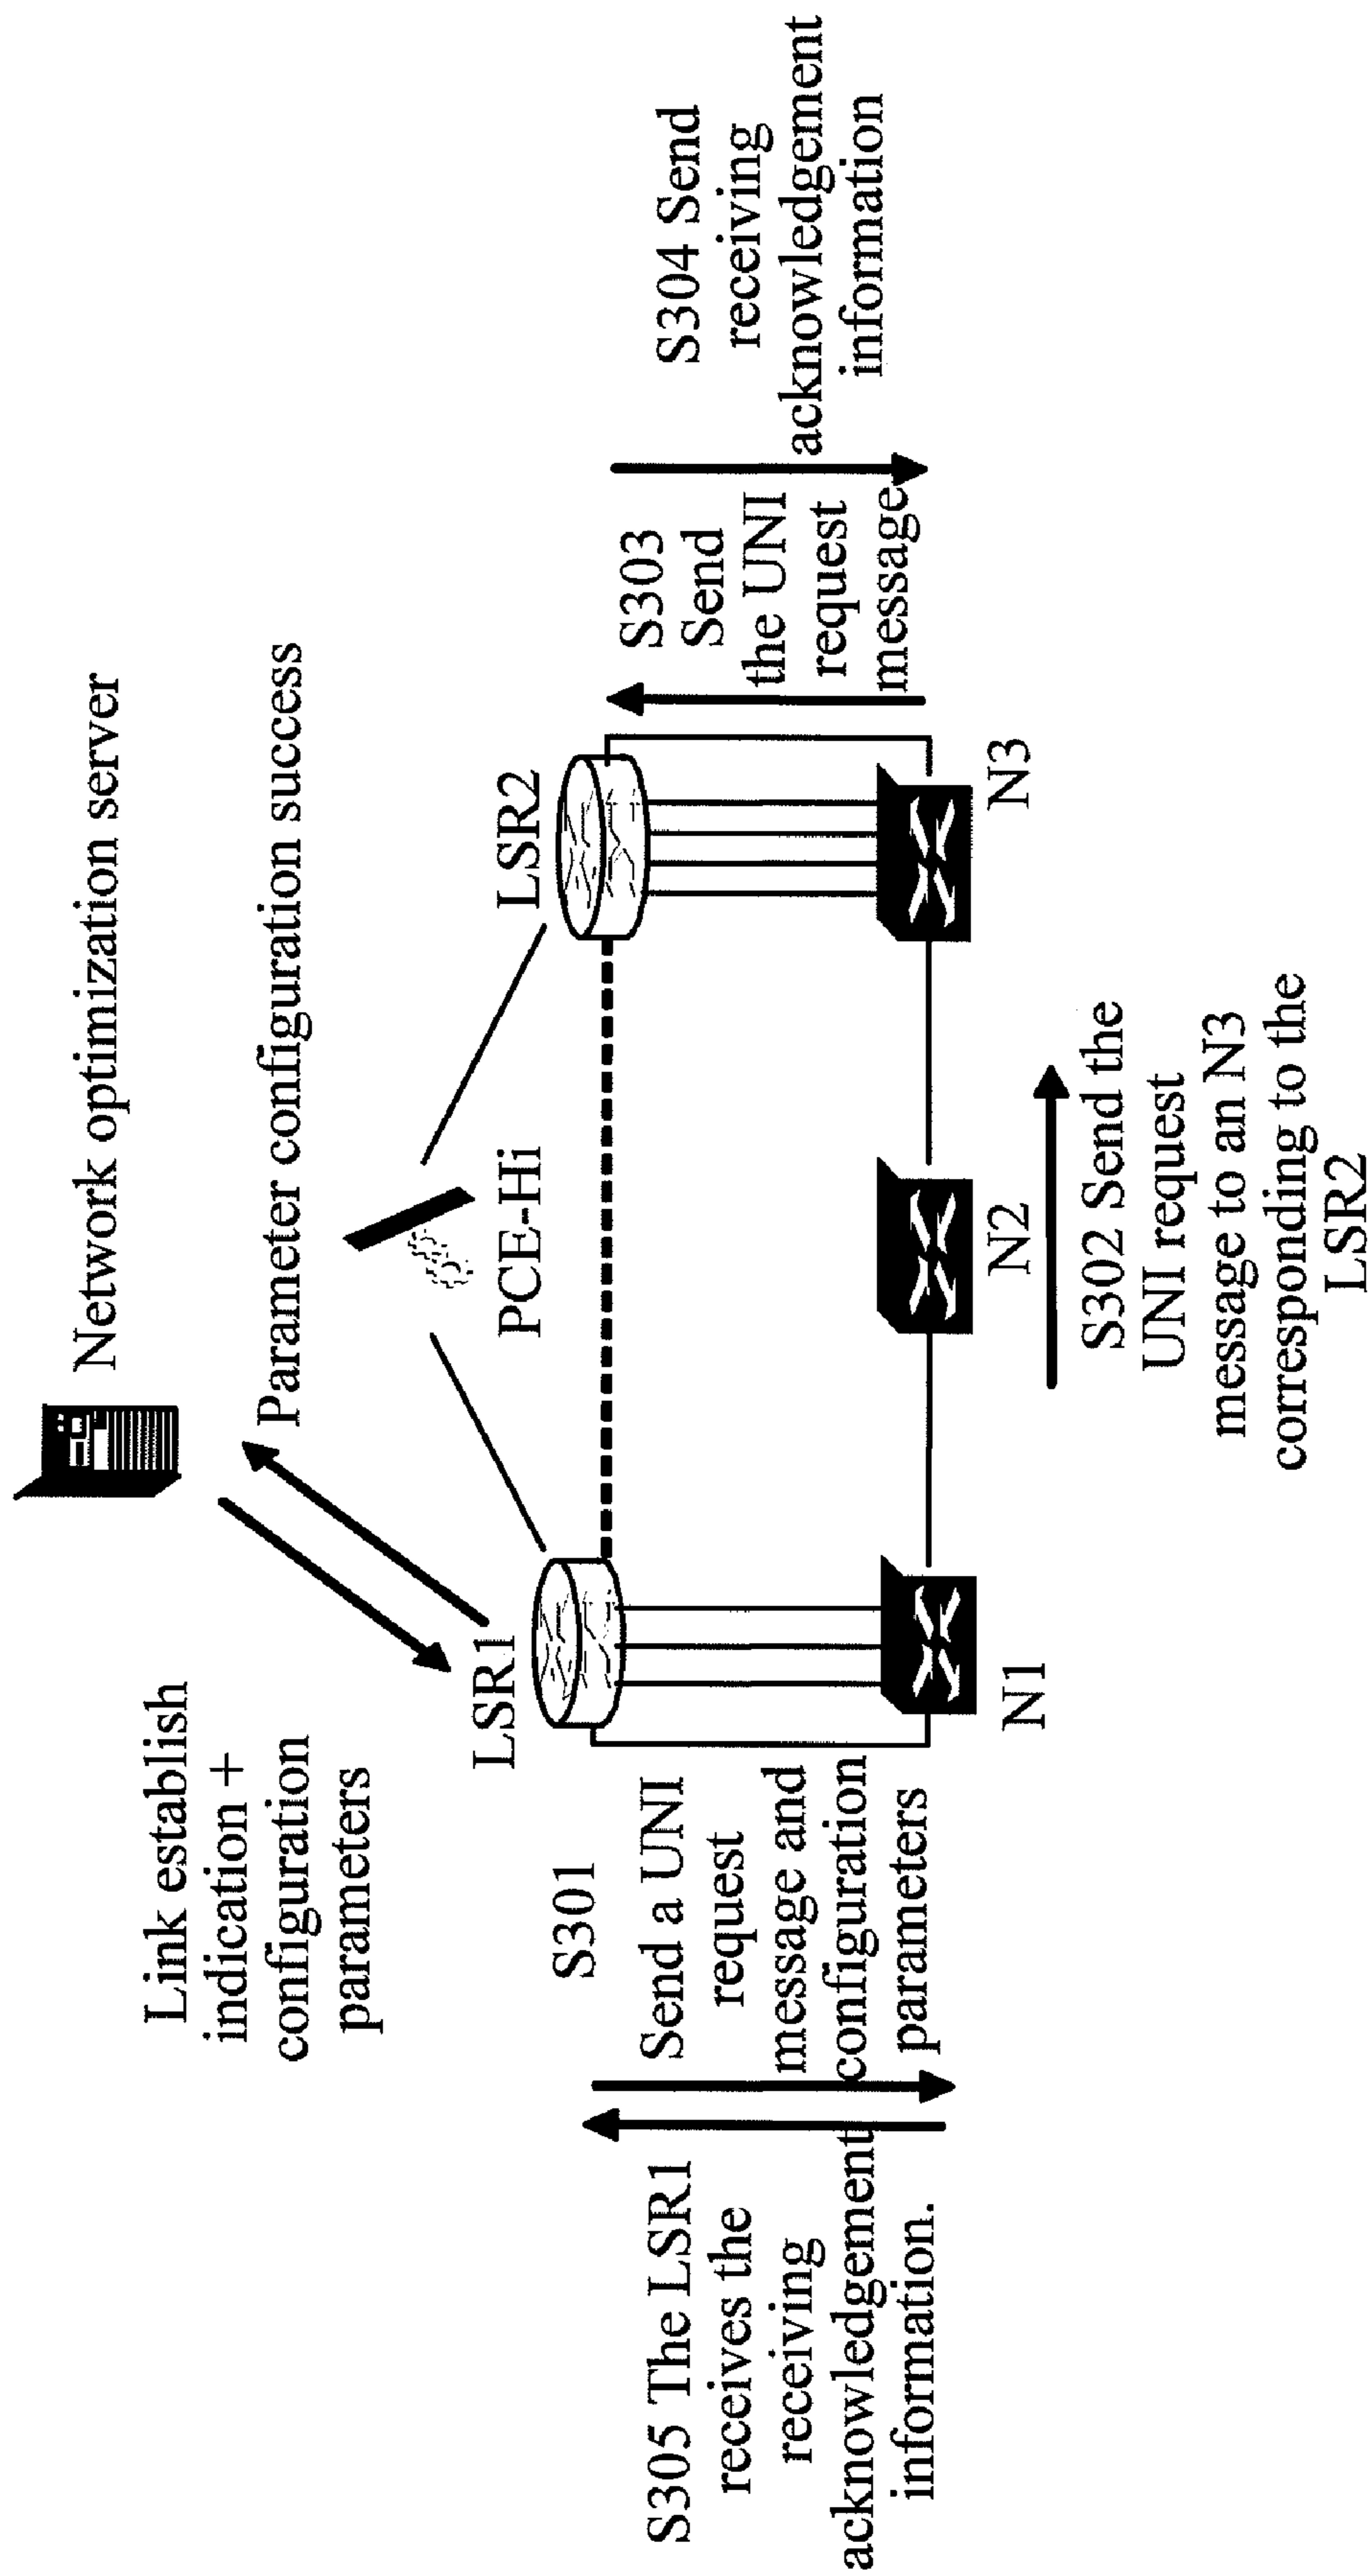 Network optimization server
Parameter configuration success
Link establish
indication +
configuration
parameters
PCE-Hi
LSR1
LSR2
S301
Send a UNI
request
message and
configuration
parameters
S305 The LSR1
receives the
receiving
acknowledgement
information.
S303
Send
the UNI
request
message
S304 Send
receiving
acknowledgement
information
N1
N2
N3
S302 Send the
UNI request
message to an N3
corresponding to the
LSR2